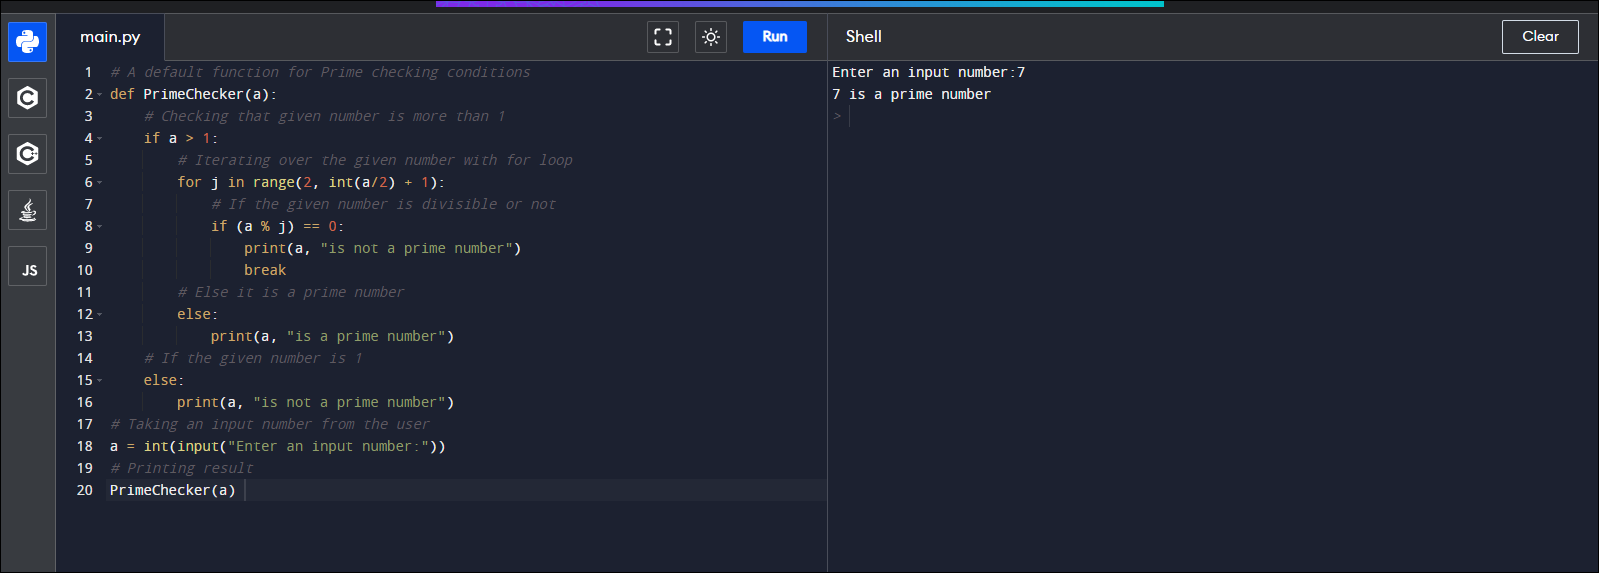 main.py
Run
Shell
Clear
JS
1 # A default function for Prime checking conditions
2 def PrimeChecker(a):
3     # Checking that given number is more than 1
4     if a > 1:
5         # Iterating over the given number with for loop
6         for j in range(2, int(a/2) + 1):
7             # If the given number is divisible or not
8             if (a % j) == 0:
9                 print(a, "is not a prime number")
10                 break
11         # Else it is a prime number
12         else:
13             print(a, "is a prime number")
14     # If the given number is 1
15     else:
16         print(a, "is not a prime number")
17 # Taking an input number from the user
18 a = int(input("Enter an input number:"))
19 # Printing result
20 PrimeChecker(a)
Enter an input number:7
7 is a prime number
>